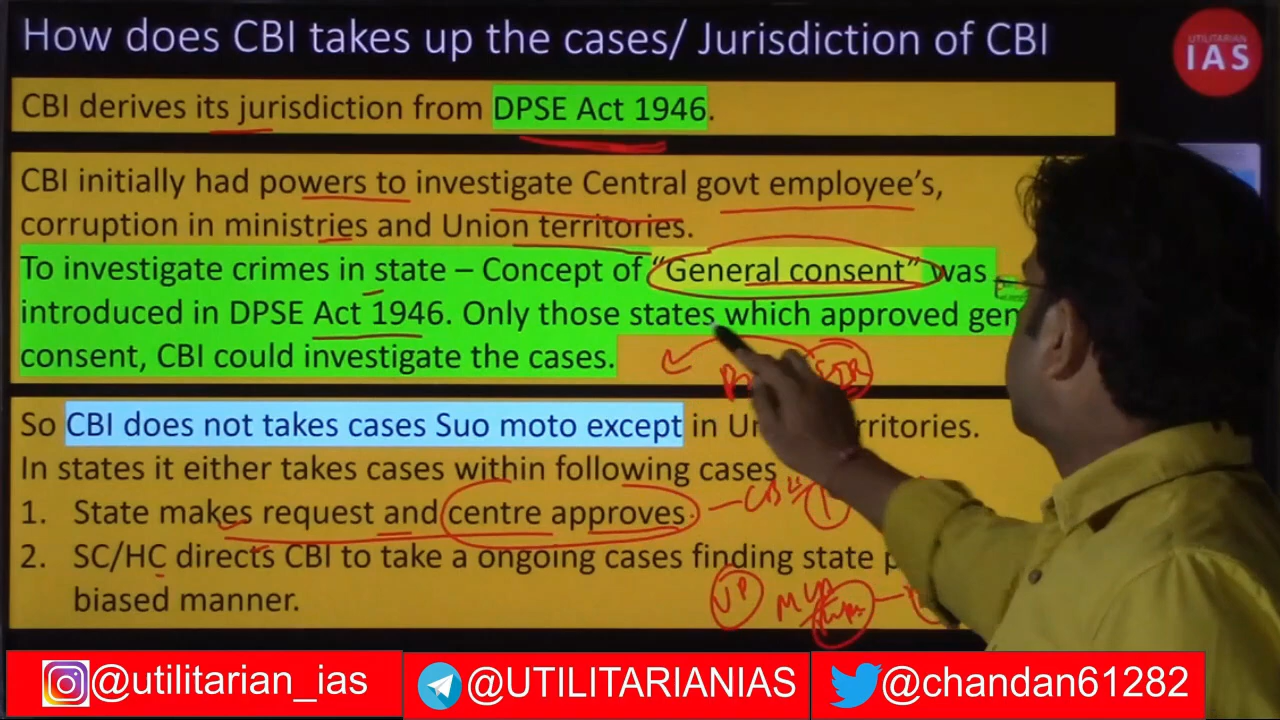 How does CBI takes up the cases/ Jurisdiction of CBI
UTILITARIAN
IAS
CBI derives its jurisdiction from DPSE Act 1946.
CBI initially had powers to investigate Central govt employee's,
corruption in ministries and Union territories.
To investigate crimes in state – Concept of "General consent" was
introduced in DPSE Act 1946. Only those states which approved gen
consent, CBI could investigate the cases.
So CBI does not takes cases Suo moto except in Un rritories.
In states it either takes cases within following cases
1. State makes request and centre approves.
2. SC/HC directs CBI to take a ongoing cases finding state p
biased manner.
UP
@utilitarian_ias
@UTILITARIANIAS
@chandan61282